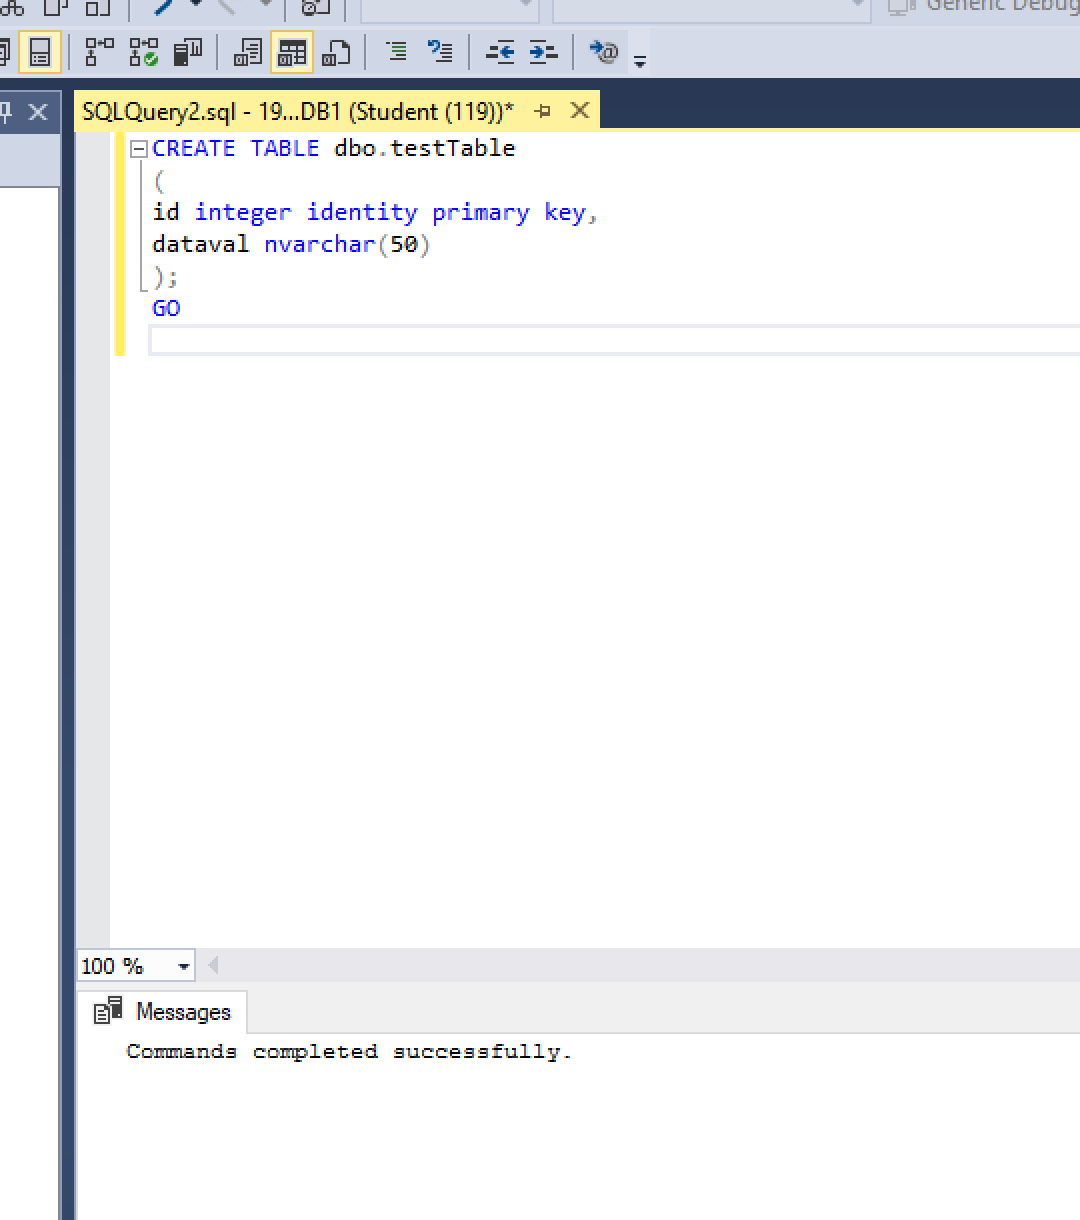 Generic Debug
SQLQuery2.sql - 19...DB1 (Student (119))*
CREATE TABLE dbo.testTable
(
id integer identity primary key,
dataval nvarchar(50)
);
GO
100 %
Messages
Commands completed successfully.